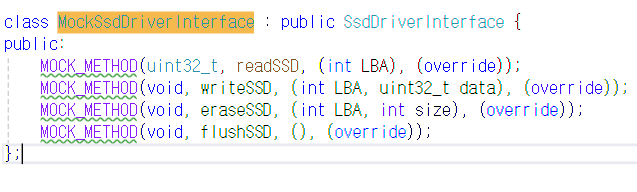 class MockSsdDriverInterface : public SsdDriverInterface {
public:
    MOCK_METHOD(uint32_t, readSSD, (int LBA), (override));
    MOCK_METHOD(void, writeSSD, (int LBA, uint32_t data), (override));
    MOCK_METHOD(void, eraseSSD, (int LBA, int size), (override));
    MOCK_METHOD(void, flushSSD, (), (override));
};